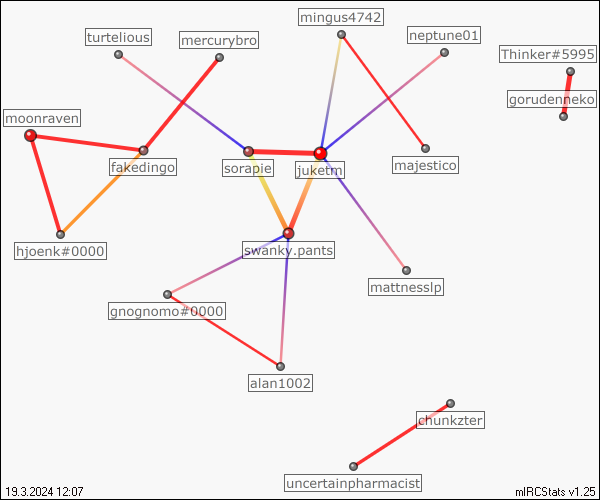 mingus4742
turtelious
mercurybro
neptune01
Thinker#5995
gorudenneko
moonraven
fakedingo
sorapie
juketm
majestico
hjoenk#0000
swanky.pants
mattnesslp
gnognomo#0000
alan1002
chunkzter
uncertainpharmacist
19.3.2024 12:07
mIRCStats v1.25